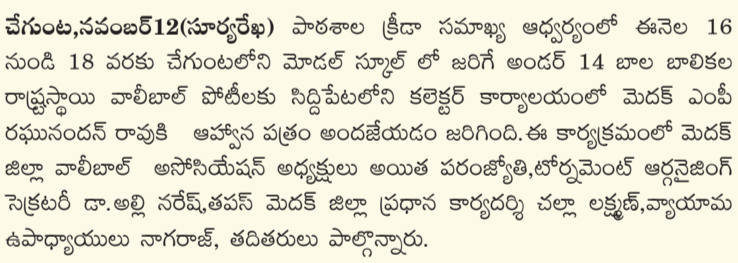 చేగుంట,నవంబర్12(సూర్యరేఖ) పాఠశాల క్రీడా సమాఖ్య ఆధ్వర్యంలో ఈనెల 16
నుండి 18 వరకు చేగుంటలోని మోడల్ స్కూల్ లో జరిగే అండర్ 14 బాల బాలికల
రాష్ట్రస్థాయి వాలీబాల్ పోటీలకు సిద్దిపేటలోని కలెక్టర్ కార్యాలయంలో మెదక్ ఎంపీ
రఘునందన్ రావుకి ఆహ్వాన పత్రం అందజేయడం జరిగింది.ఈ కార్యక్రమంలో మెదక్
జిల్లా వాలీబాల్ అసోసియేషన్ అధ్యక్షులు అయిత పరంజ్యోతి,టోర్నమెంట్ ఆర్గనైజింగ్
సెక్రటరీ డా.అల్లి నరేష్,తపస్ మెదక్ జిల్లా ప్రధాన కార్యదర్శి చల్లా లక్ష్మణ్,వ్యాయామ
ఉపాధ్యాయులు నాగరాజ్, తదితరులు పాల్గొన్నారు.